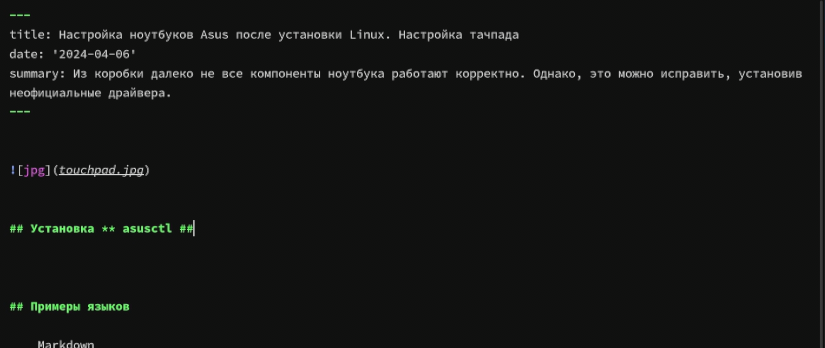 ---
title: Настройка ноутбуков Asus после установки Linux. Настройка тачпада
date: '2024-04-06'
summary: Из коробки далеко не все компоненты ноутбука работают корректно. Однако, это можно исправить, установив
неофициальные драйвера.
---
![jpg](touchpad.jpg)
## Установка ** asusctl ##
## Примеры языков
Markdown